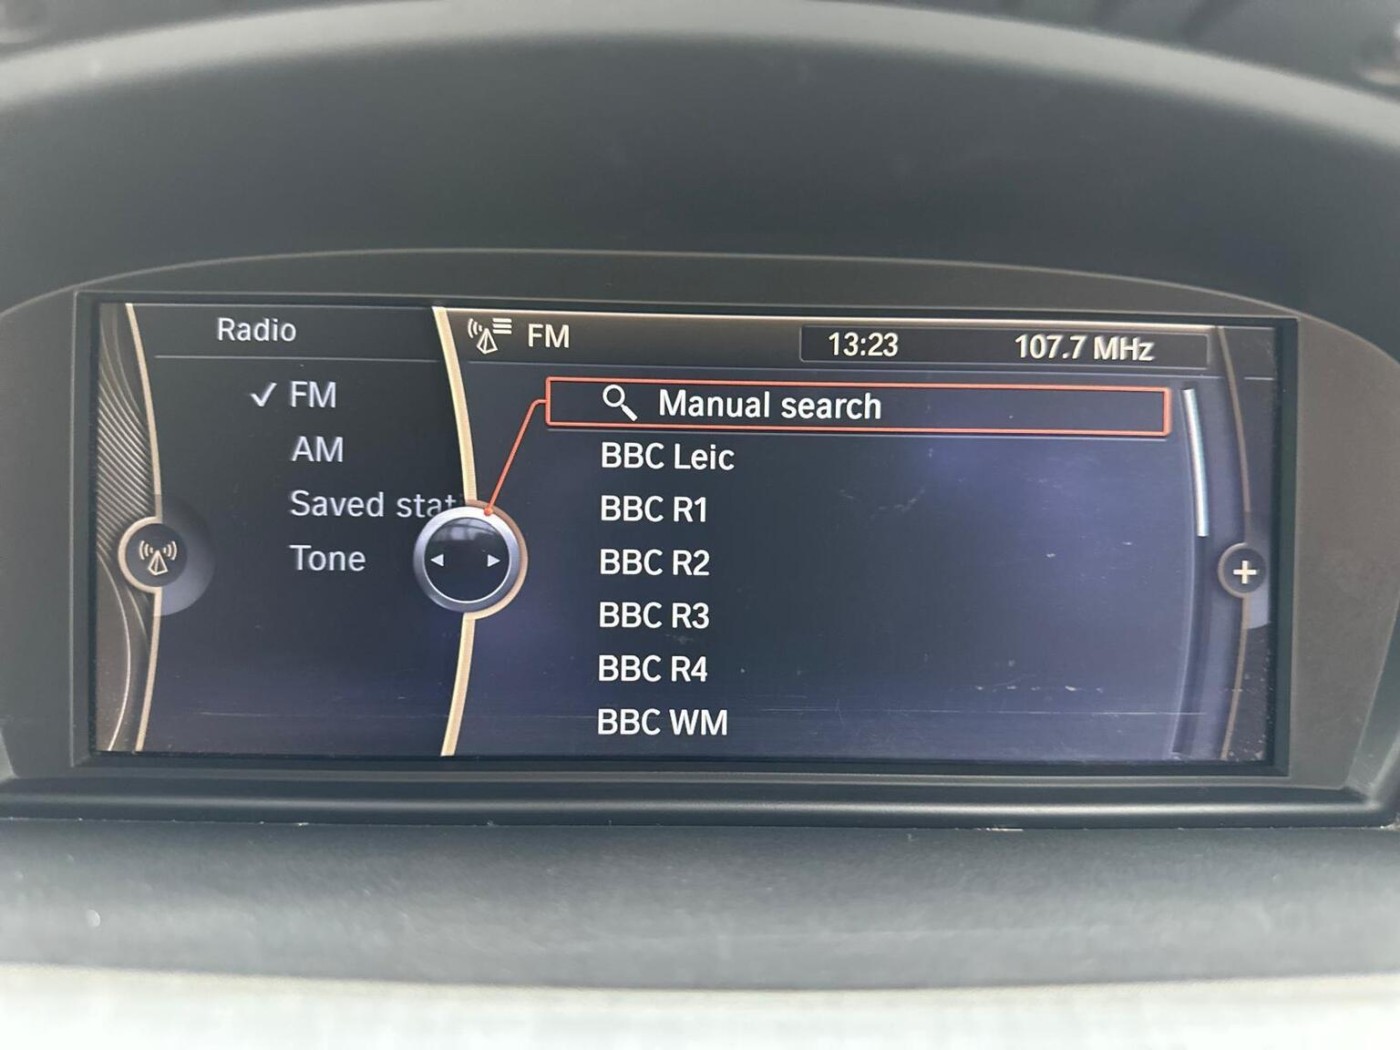 Radio
FM
AM
Saved stat
Tone
FM
13:23
107.7 MHz
Manual search
BBC Leic
BBC R1
BBC R2
BBC R3
BBC R4
BBC WM